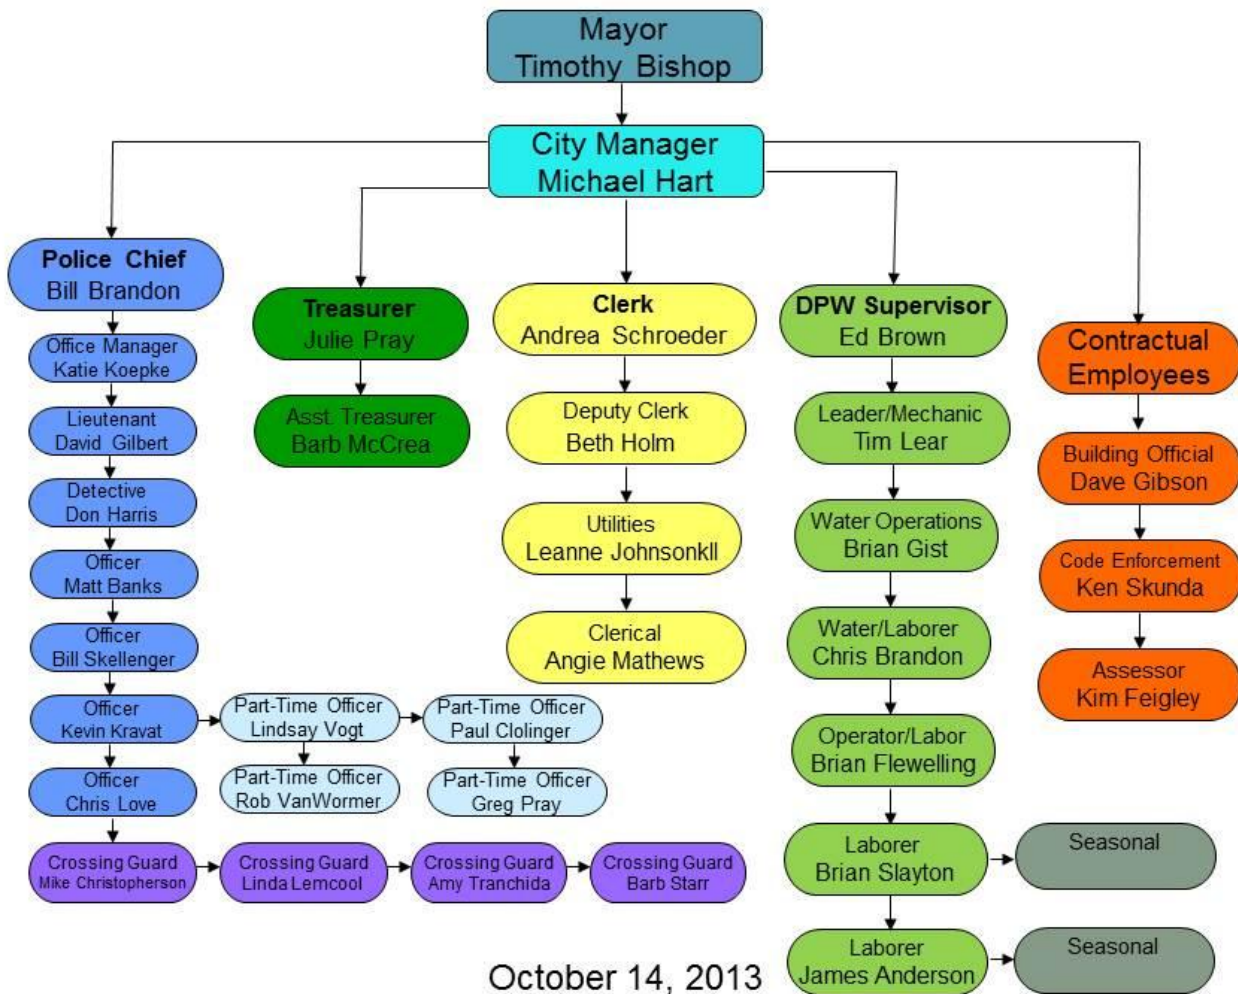 Mayor
Timothy Bishop
City Manager
Michael Hart
Police Chief
Bill Brandon
Office Manager
Katie Koepke
Lieutenant
David Gilbert
Detective
Don Harris
Officer
Matt Banks
Officer
Bill Skellenger
Officer
Kevin Kravat
Part-Time Officer
Lindsay Vogt
Part-Time Officer
Paul Clolinger
Part-Time Officer
Rob VanWormer
Part-Time Officer
Greg Pray
Officer
Chris Love
Crossing Guard
Mike Christopherson
Crossing Guard
Linda Lemcool
Crossing Guard
Amy Tranchida
Crossing Guard
Barb Starr
Treasurer
Julie Pray
Asst. Treasurer
Barb McCrea
Clerk
Andrea Schroeder
Deputy Clerk
Beth Holm
Utilities
Leanne Johnsonkll
Clerical
Angie Mathews
DPW Supervisor
Ed Brown
Leader/Mechanic
Tim Lear
Water Operations
Brian Gist
Water/Laborer
Chris Brandon
Operator/Labor
Brian Flewelling
Laborer
Brian Slayton
Seasonal
Laborer
James Anderson
Seasonal
Contractual
Employees
Building Official
Dave Gibson
Code Enforcement
Ken Skunda
Assessor
Kim Feigley
October 14, 2013